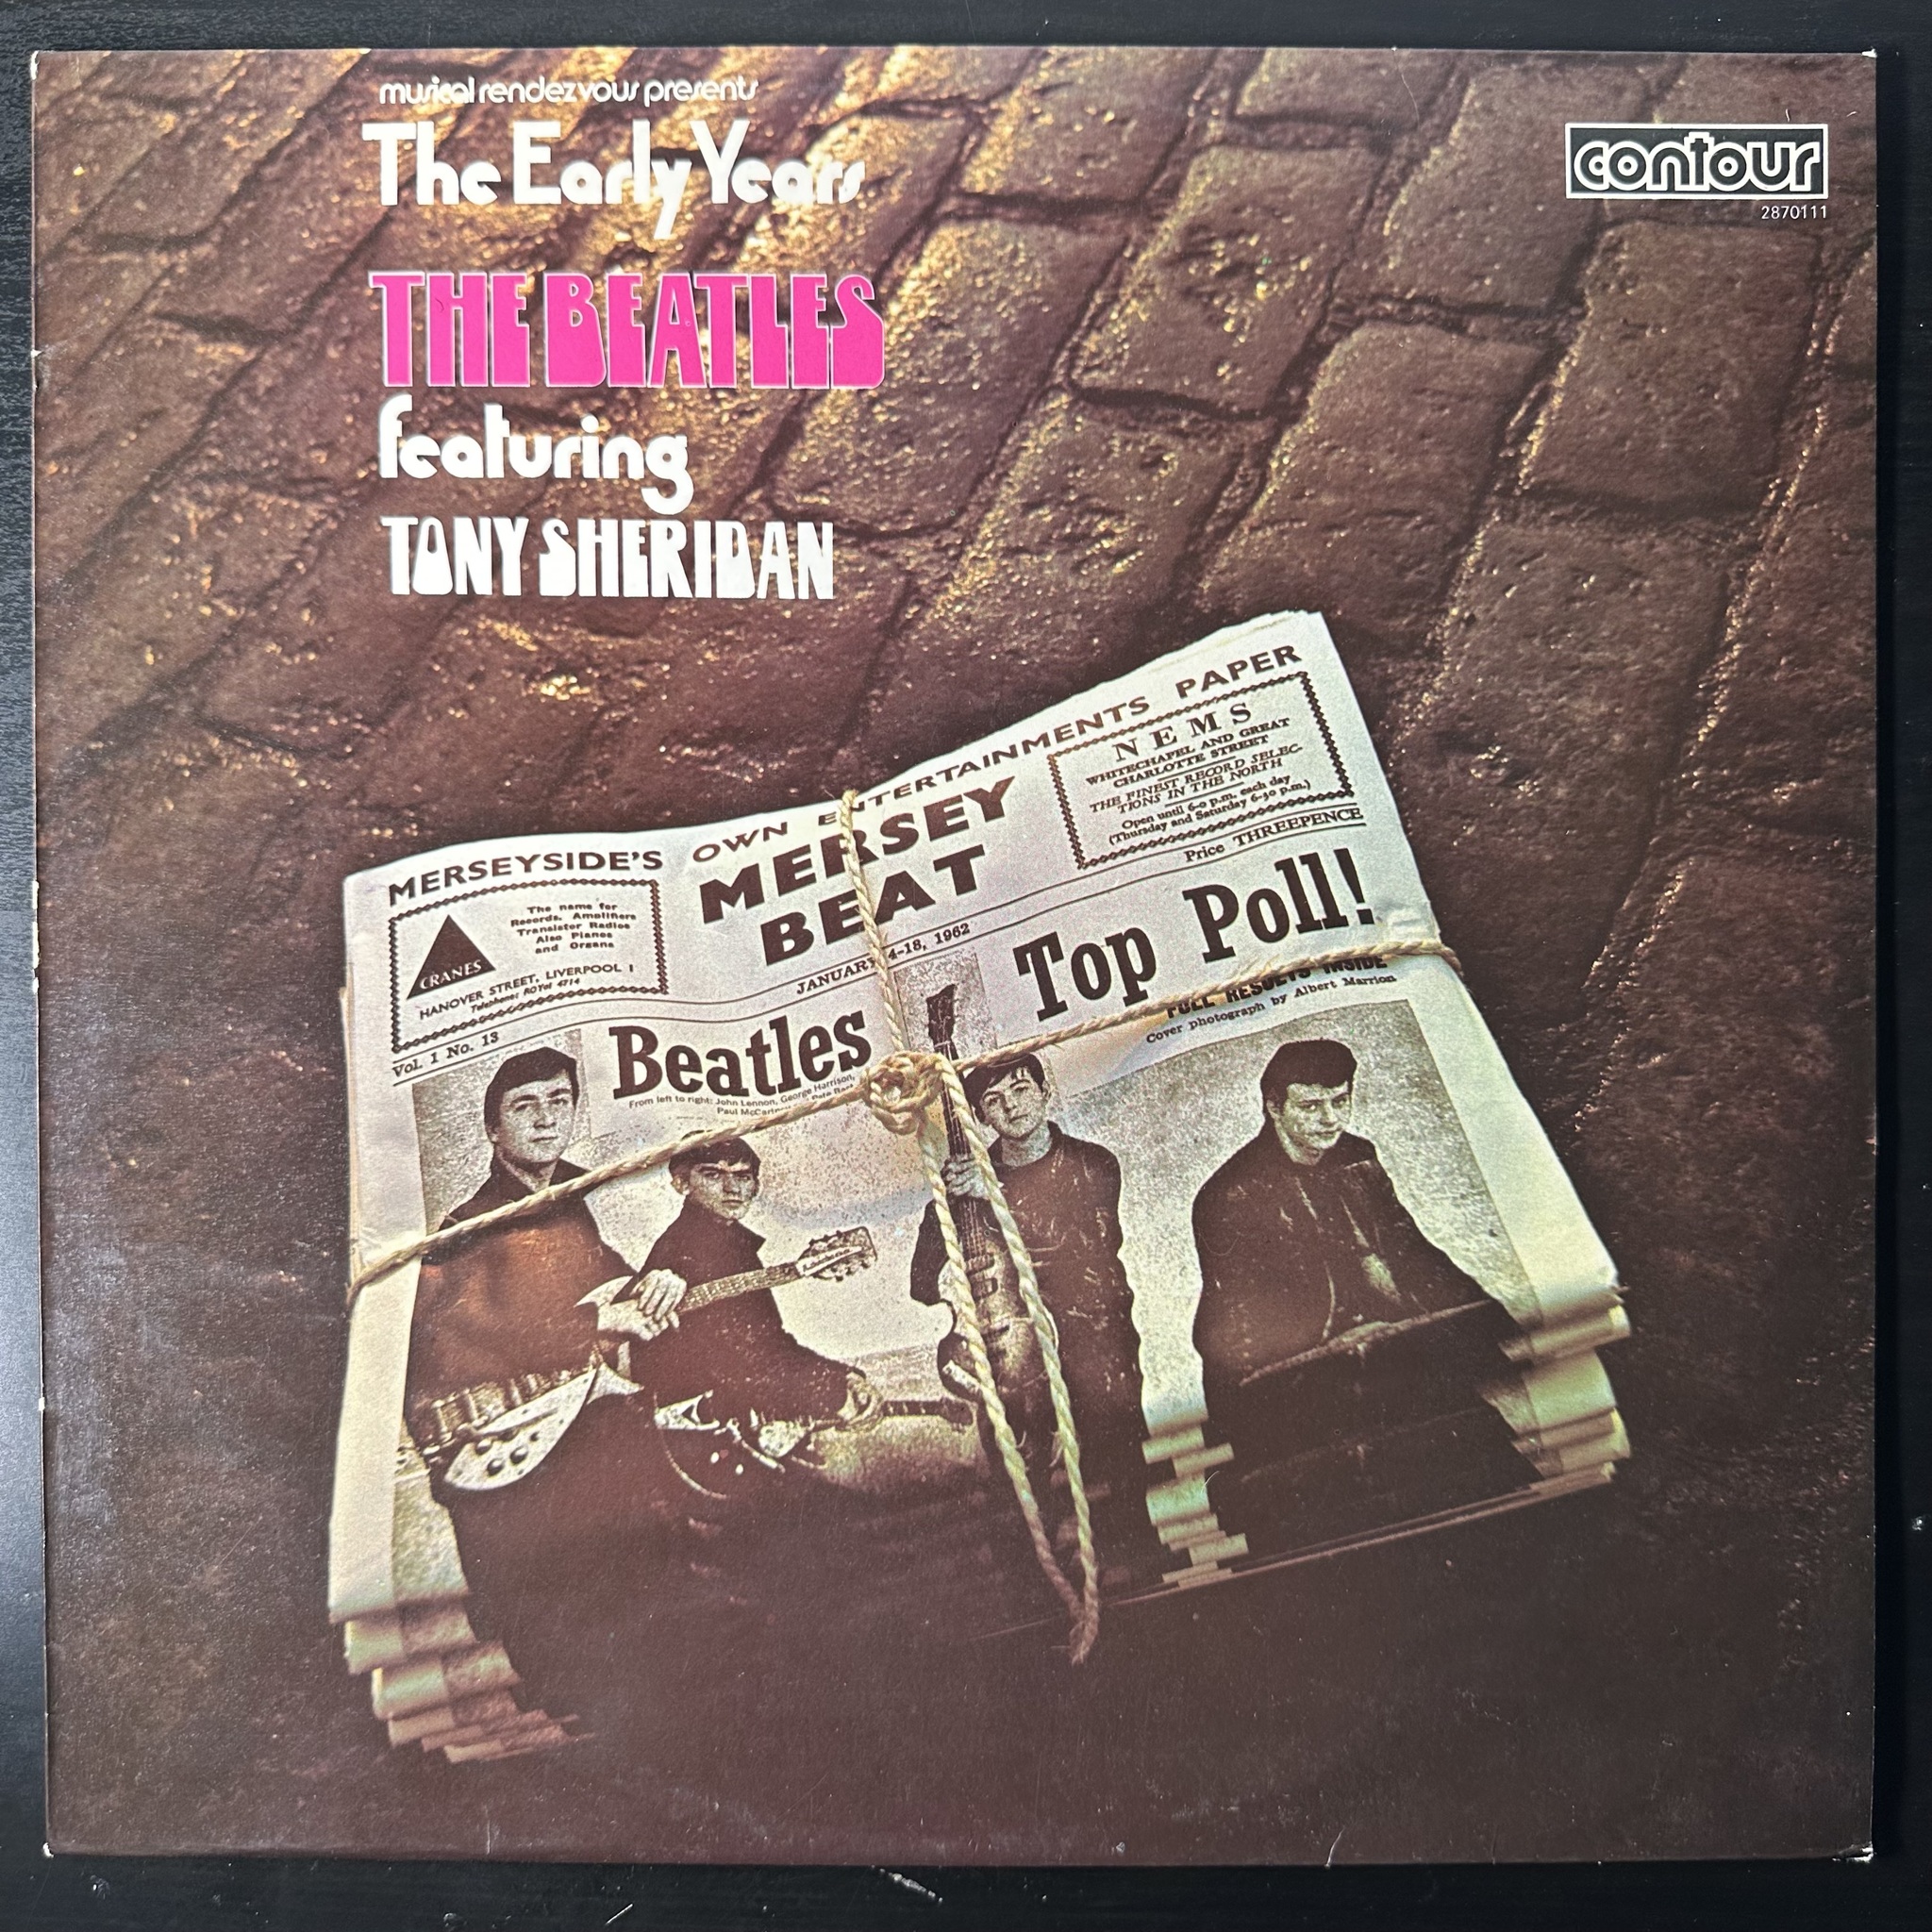 musical rendezvous presents
The Early Years
contour
2870111
THE BEATLES
featuring
TONY SHERIDAN
MERSEYSIDE'S OWN ENTERTAINMENTS PAPER
CRANES
The name for
Records, Amplifiers
Transistor Radios
Also Pianos
and Organs
HANOVER STREET, LIVERPOOL 1
Telephone: ROYal 4714
MERSEY
BEAT
NEMS
WHITECHAPEL AND GREAT
CHARLOTTE STREET
THE FINEST RECORD SELEC-
TIONS IN THE NORTH
Open until 6-0 p.m. each day
(Thursday and Saturday 6-30 p.m.)
Vol. 1 No. 13
JANUARY 4-18, 1962
Price THREEPENCE
Beatles Top Poll!
FULL RESULTS INSIDE
Cover photograph by Albert Marrion
From left to right: John Lennon, George Harrison,
Paul McCartney